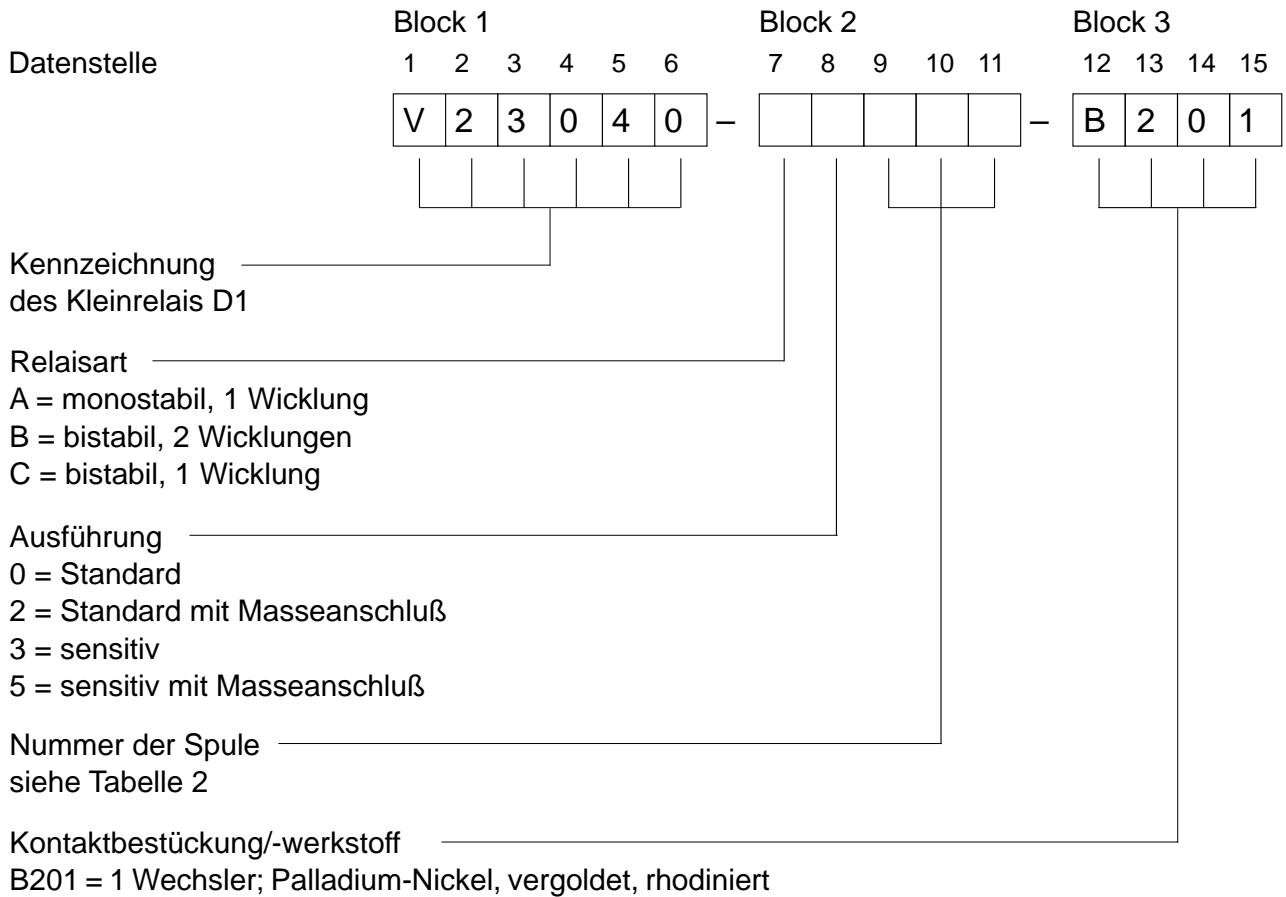 Block 1 Block 2 Block 3
Datenstelle 1 2 3 4 5 6 7 8 9 10 11 12 13 14 15
V 2 3 0 4 0 – – B 2 0 1
Kennzeichnung
des Kleinrelais D1
Relaisart
A = monostabil, 1 Wicklung
B = bistabil, 2 Wicklungen
C = bistabil, 1 Wicklung
Ausführung
0 = Standard
2 = Standard mit Masseanschluß
3 = sensitiv
5 = sensitiv mit Masseanschluß
Nummer der Spule
siehe Tabelle 2
Kontaktbestückung/-werkstoff
B201 = 1 Wechsler; Palladium-Nickel, vergoldet, rhodiniert